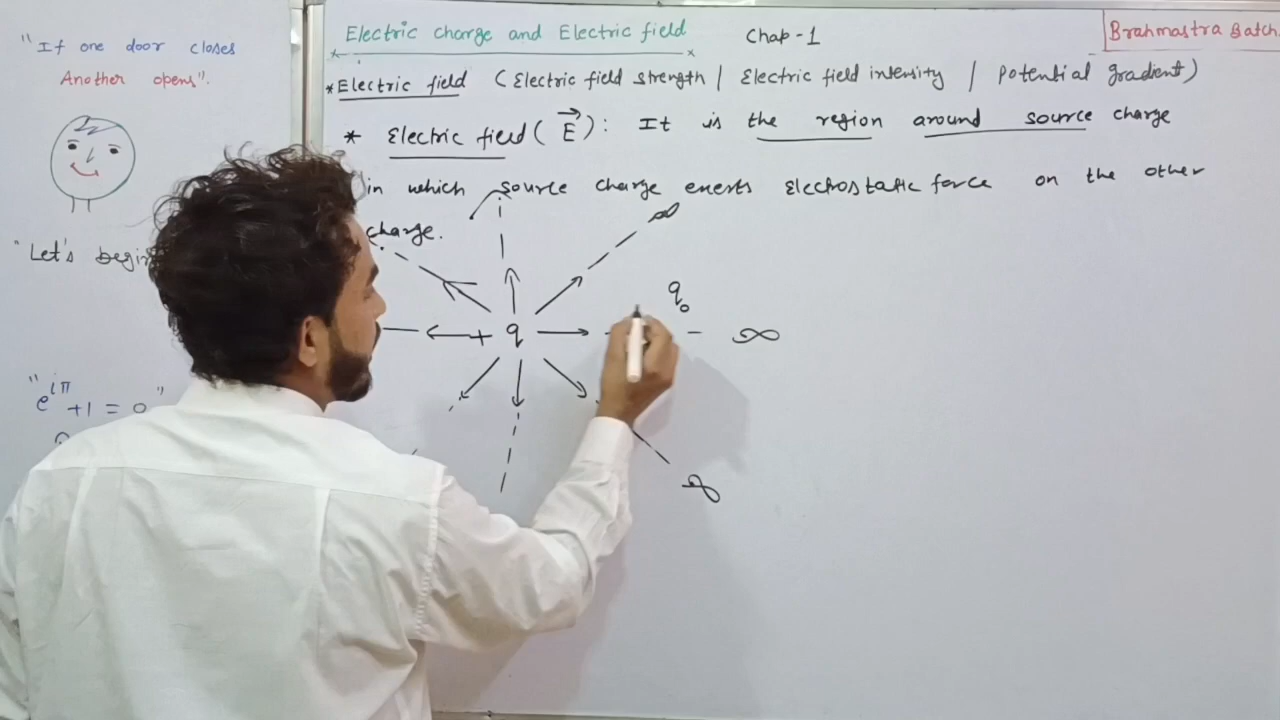 "If one door closes
Another opens".
"Let's begin
"e^iπ +1 = 0"
Electric charge and Electric field Chap-1
Brahmastra Batch
*Electric field (Electric field strength | Electric field intensity | Potential gradient)
* Electric field (E⃗): It is the region around source charge
in which source charge exerts Electrostatic force on the other
charge.
∞
q₀
+ q
∞
∞